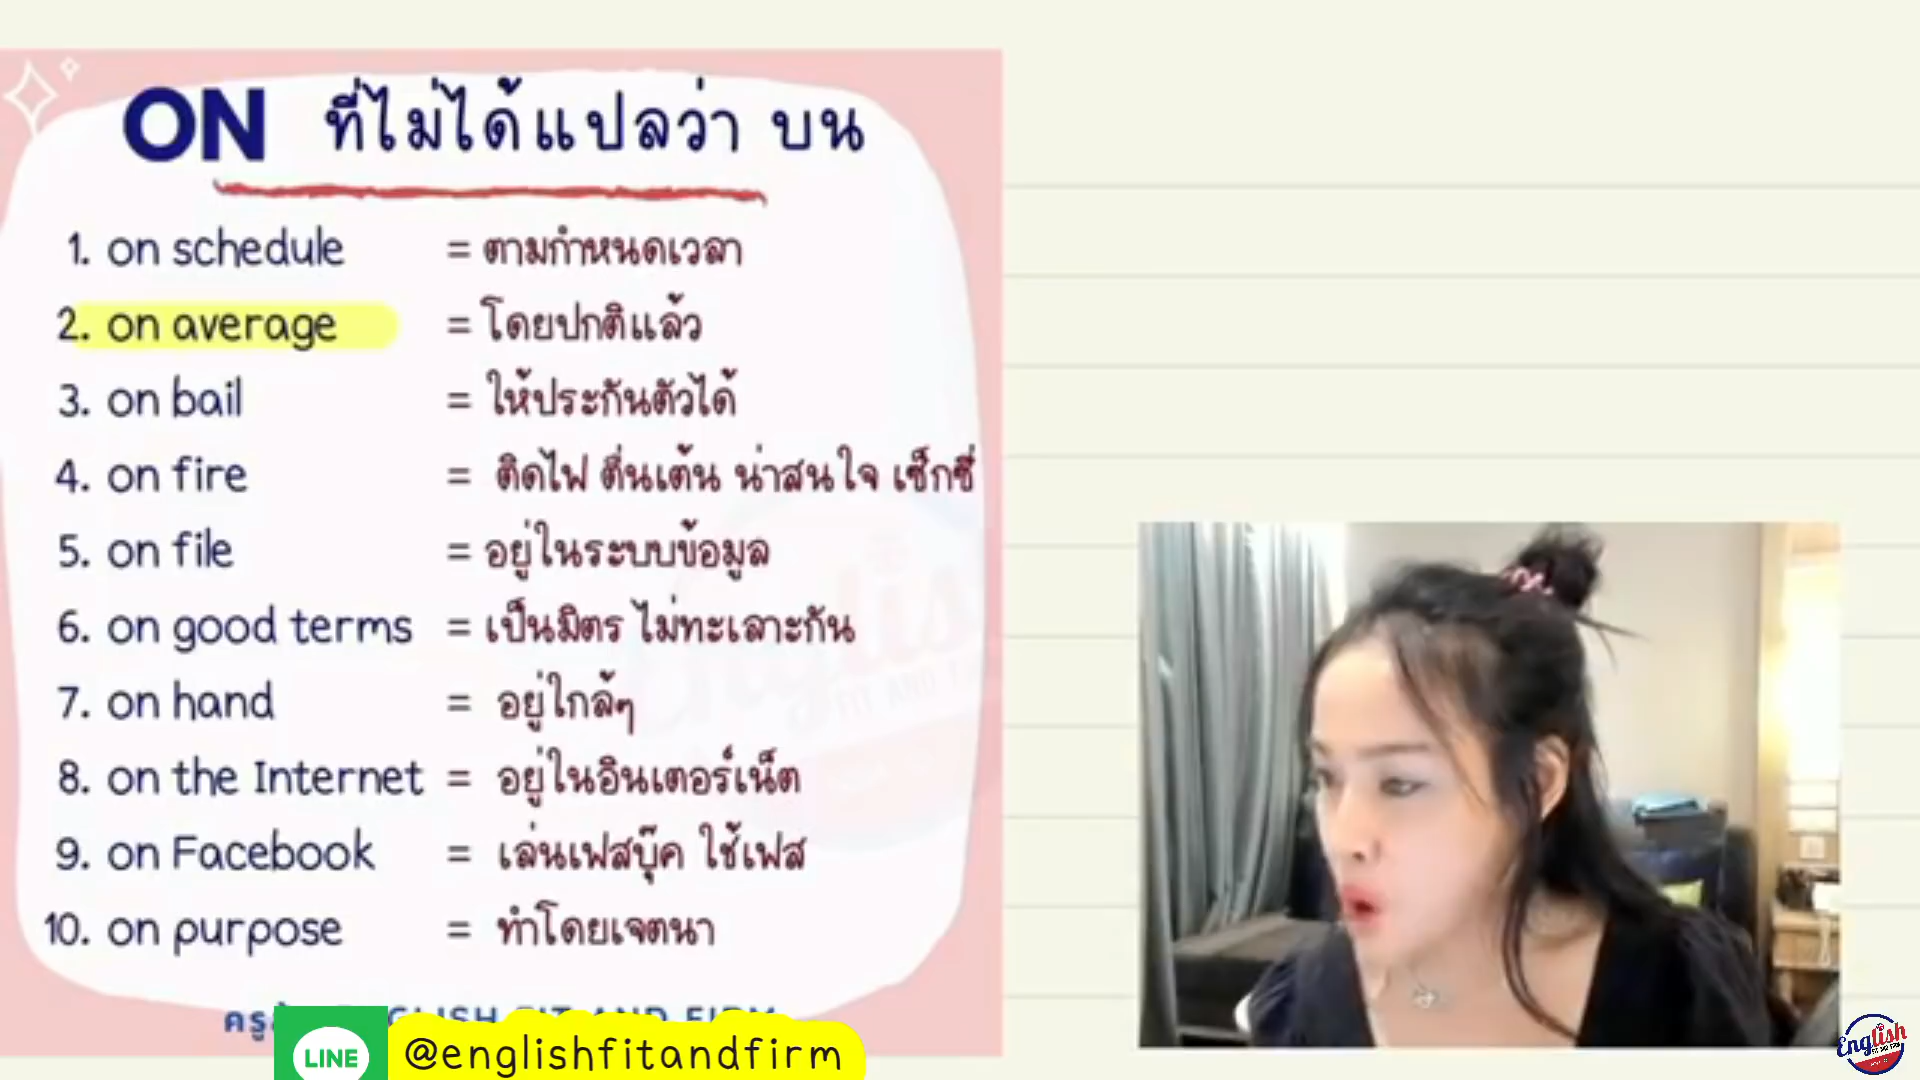 ON ที่ไม่ได้แปลว่า บน
1. on schedule = ตามกำหนดเวลา
2. on average = โดยปกติแล้ว
3. on bail = ให้ประกันตัวได้
4. on fire = ติดไฟ ตื่นเต้น น่าสนใจ เซ็กซี่
5. on file = อยู่ในระบบข้อมูล
6. on good terms = เป็นมิตร ไม่ทะเลาะกัน
7. on hand = อยู่ใกล้ๆ
8. on the Internet = อยู่ในอินเตอร์เน็ต
9. on Facebook = เล่นเฟสบุ๊ค ใช้เฟส
10. on purpose = ทำโดยเจตนา
LINE @englishfitandfirm
English
FIT AND FIRM